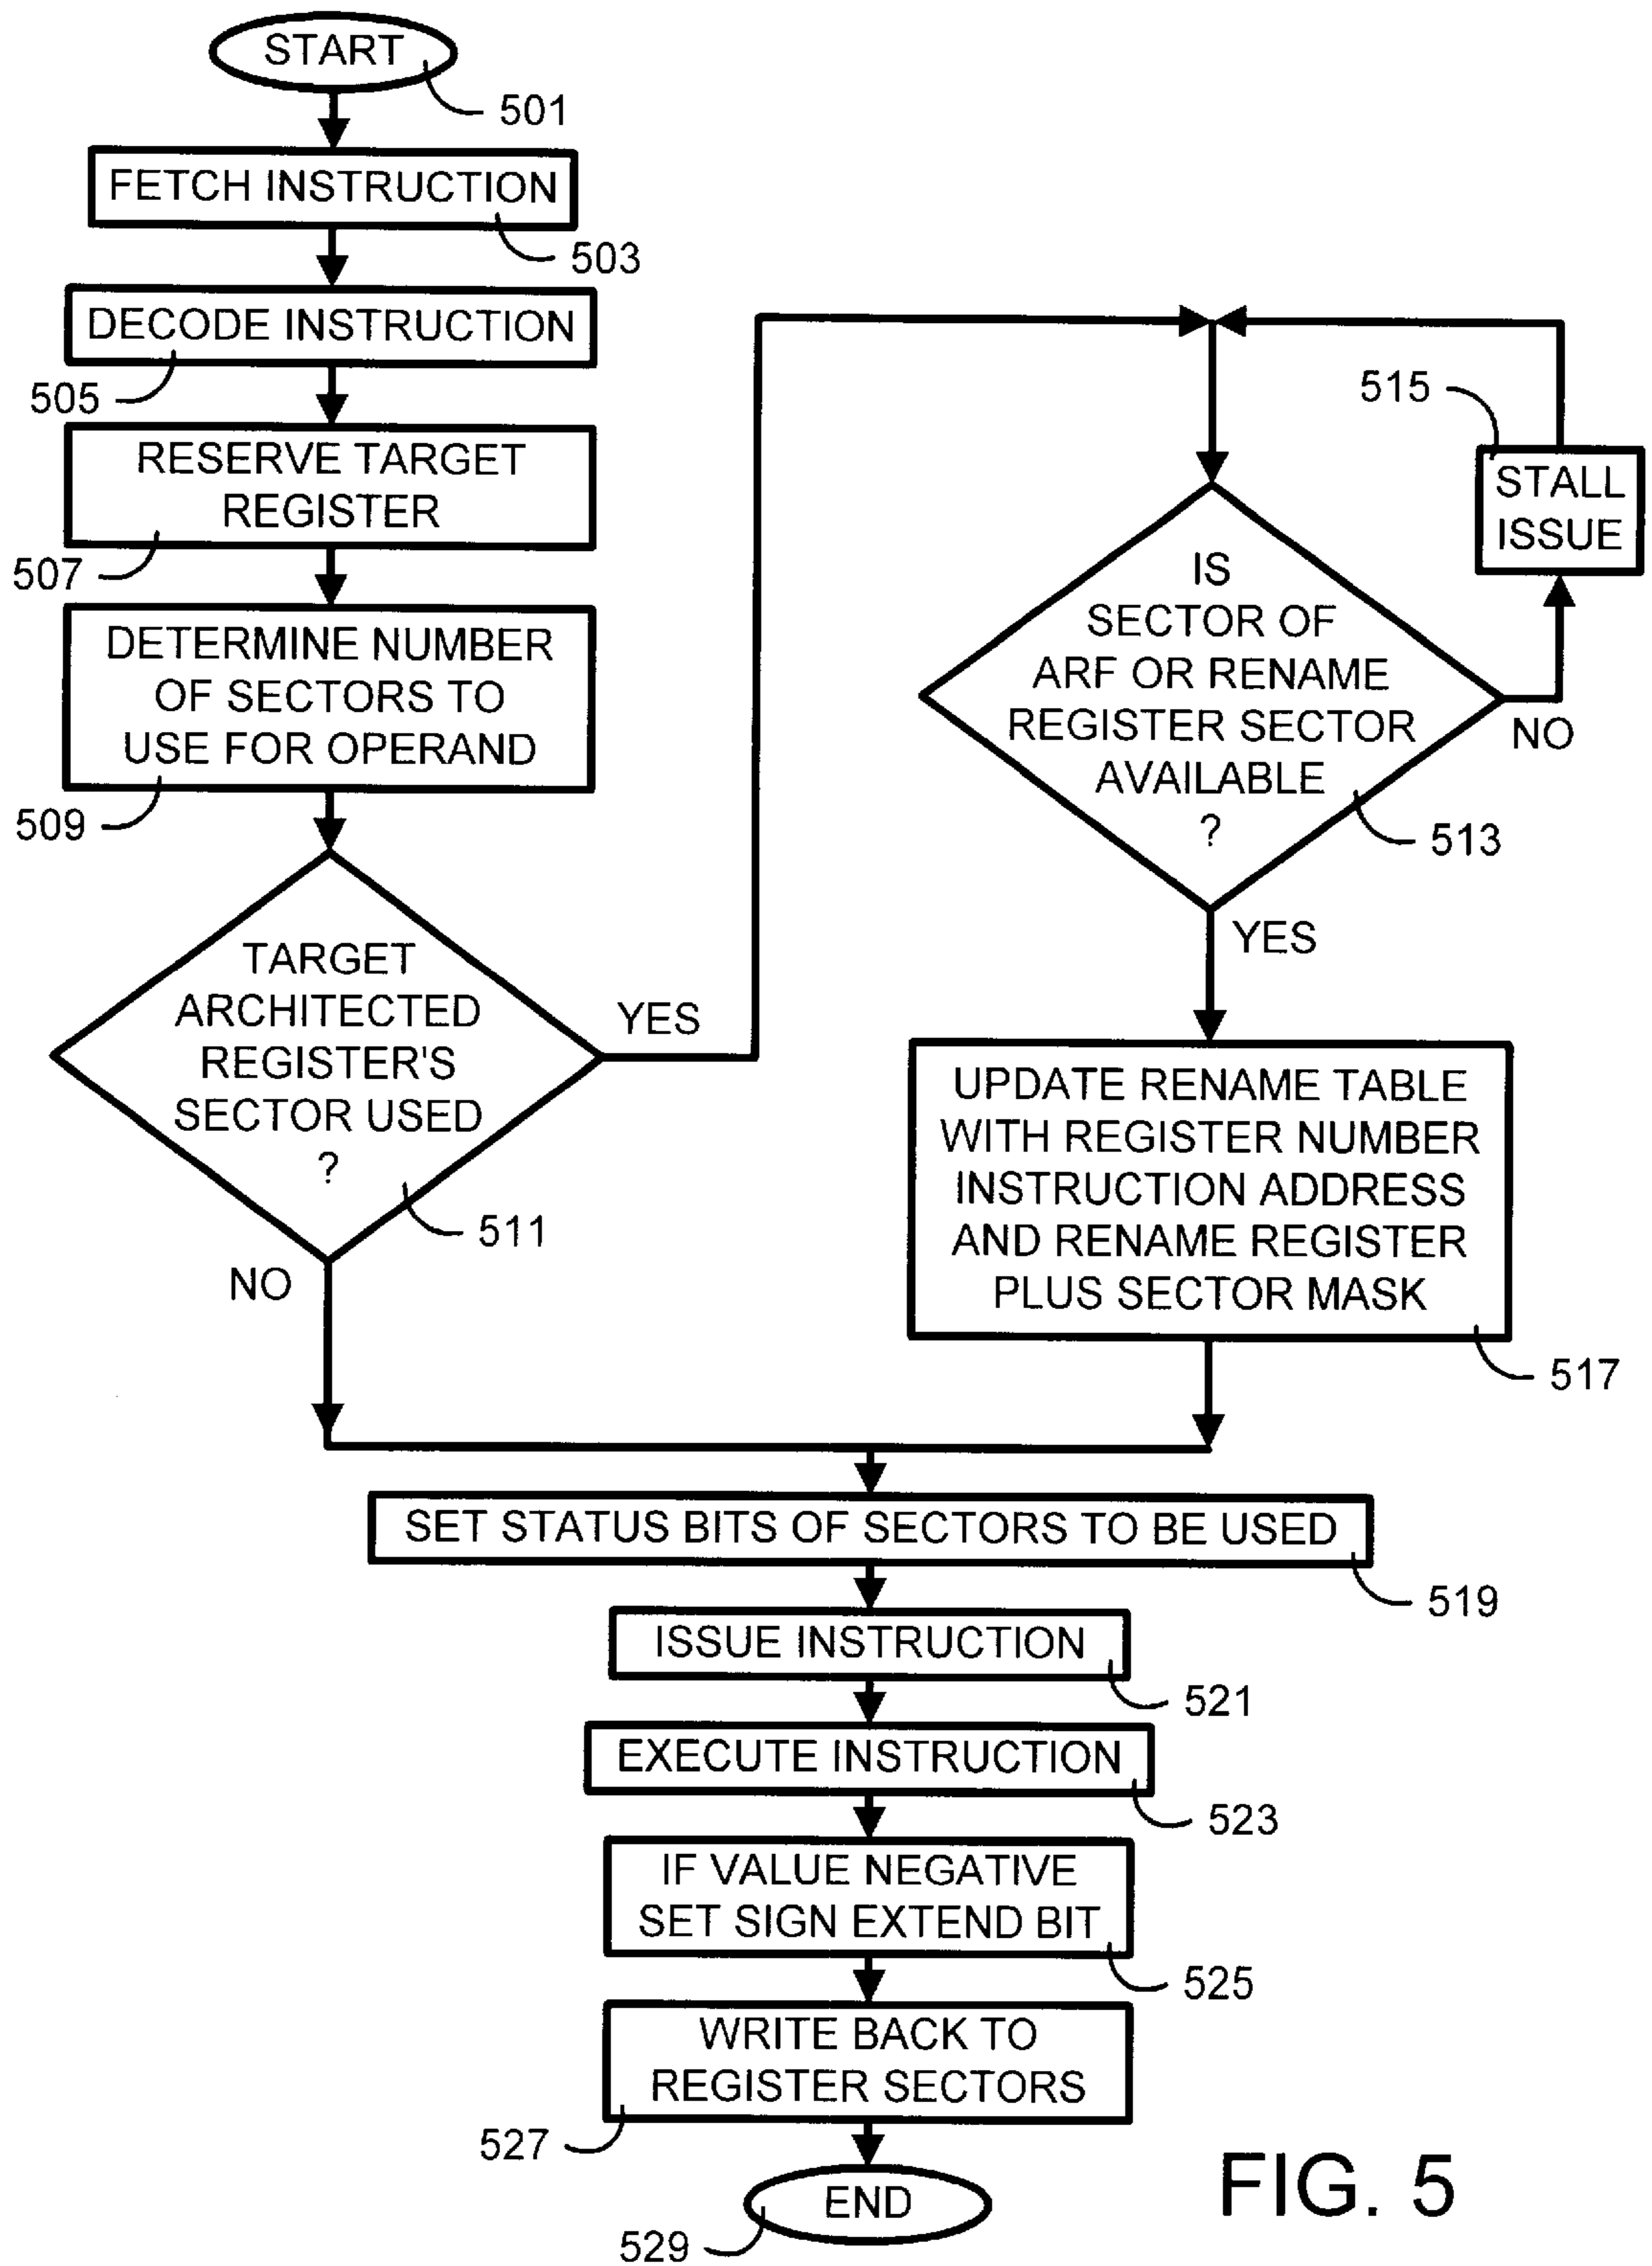 START
501
FETCH INSTRUCTION
503
DECODE INSTRUCTION
505
RESERVE TARGET
REGISTER
507
DETERMINE NUMBER
OF SECTORS TO
USE FOR OPERAND
509
TARGET
ARCHITECTED
REGISTER'S
SECTOR USED
?
511
YES
NO
515
STALL
ISSUE
IS
SECTOR OF
ARF OR RENAME
REGISTER SECTOR
AVAILABLE
?
513
NO
YES
UPDATE RENAME TABLE
WITH REGISTER NUMBER
INSTRUCTION ADDRESS
AND RENAME REGISTER
PLUS SECTOR MASK
517
SET STATUS BITS OF SECTORS TO BE USED
519
ISSUE INSTRUCTION
521
EXECUTE INSTRUCTION
523
IF VALUE NEGATIVE
SET SIGN EXTEND BIT
525
WRITE BACK TO
REGISTER SECTORS
527
END
529
FIG. 5